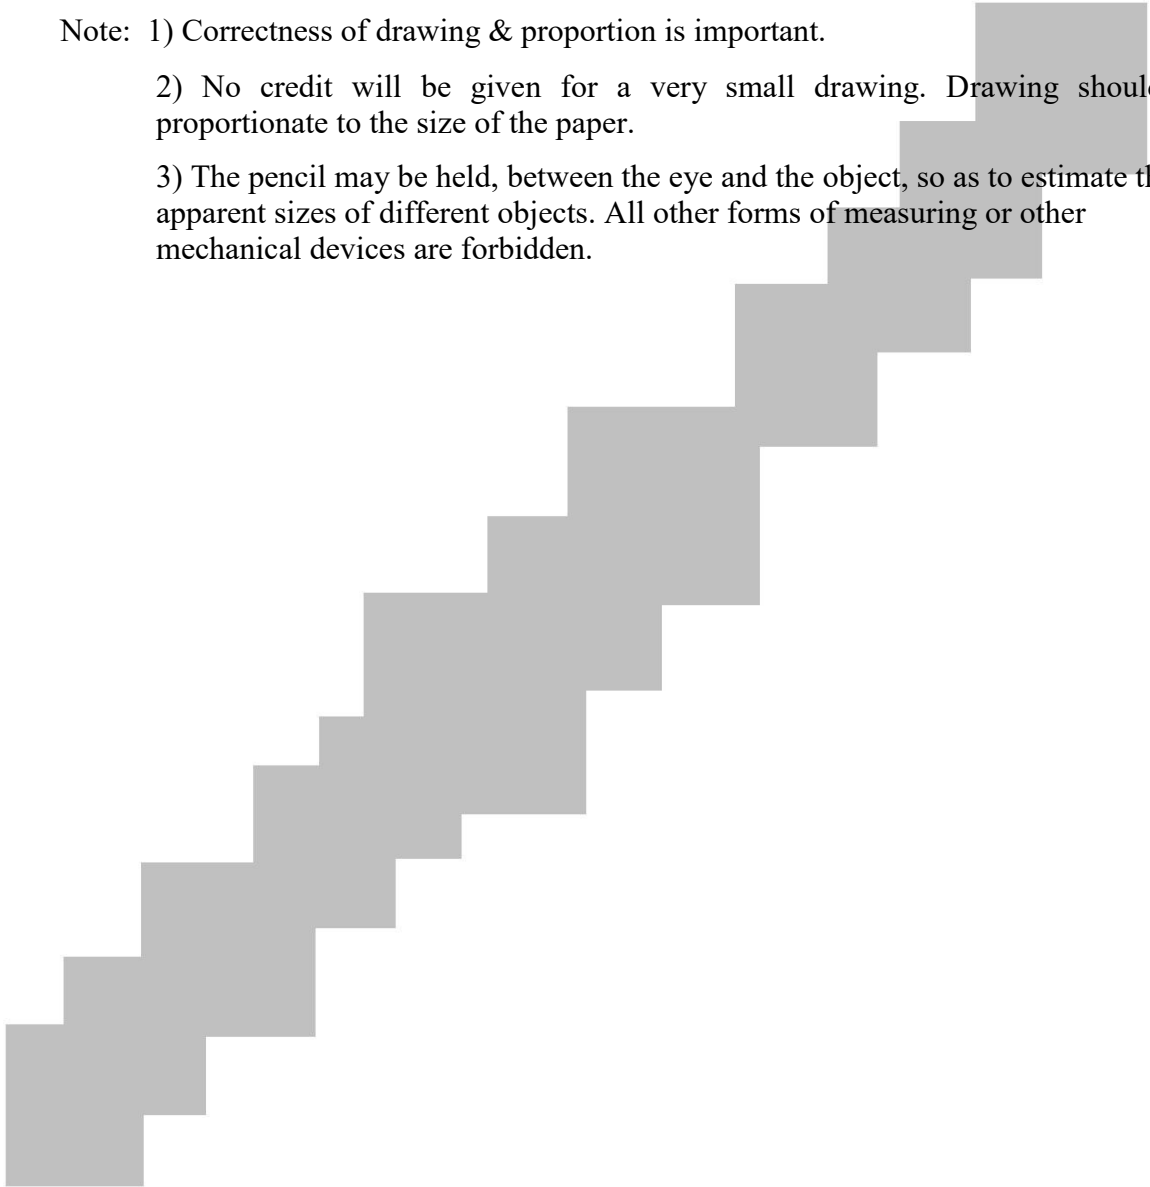 Note: 1) Correctness of drawing & proportion is important.
2) No credit will be given for a very small drawing. Drawing
proportionate to the size of the paper.
3) The pencil may be held, between the eye and the object, so as to estimate
apparent sizes of different objects. All other forms of measuring or other
mechanical devices are forbidden.